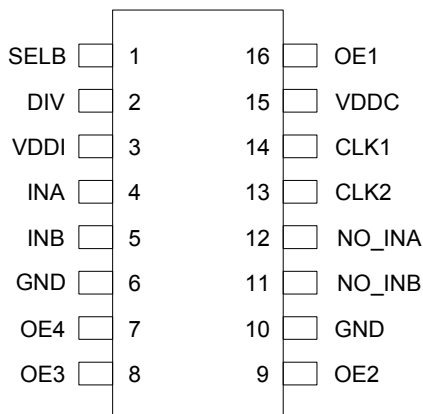 SELB 1 16 OE1
DIV 2 15 VDDC
VDDI 3 14 CLK1
INA 4 13 CLK2
INB 5 12 NO_INA
GND 6 11 NO_INB
OE4 7 10 GND
OE3 8 9 OE2